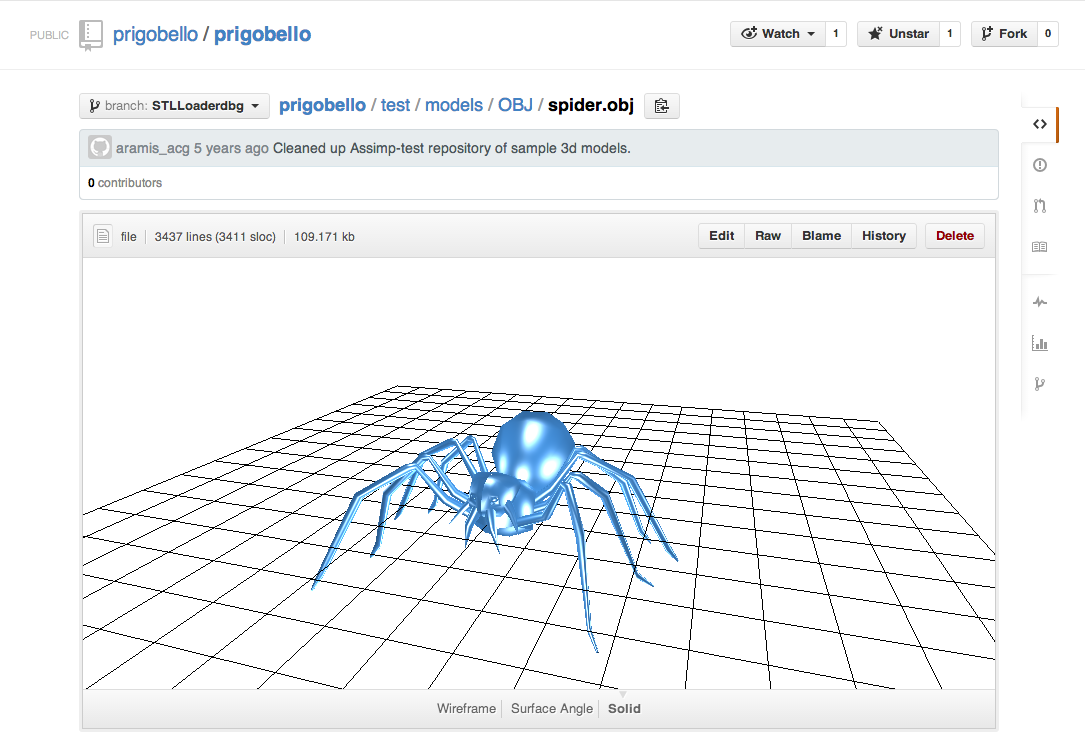 PUBLIC prigobello / prigobello Watch 1 Unstar 1 Fork 0
branch: STLLoaderdbg prigobello / test / models / OBJ / spider.obj
aramis_acg 5 years ago Cleaned up Assimp-test repository of sample 3d models.
0 contributors
file 3437 lines (3411 sloc) 109.171 kb Edit Raw Blame History Delete
Wireframe Surface Angle Solid